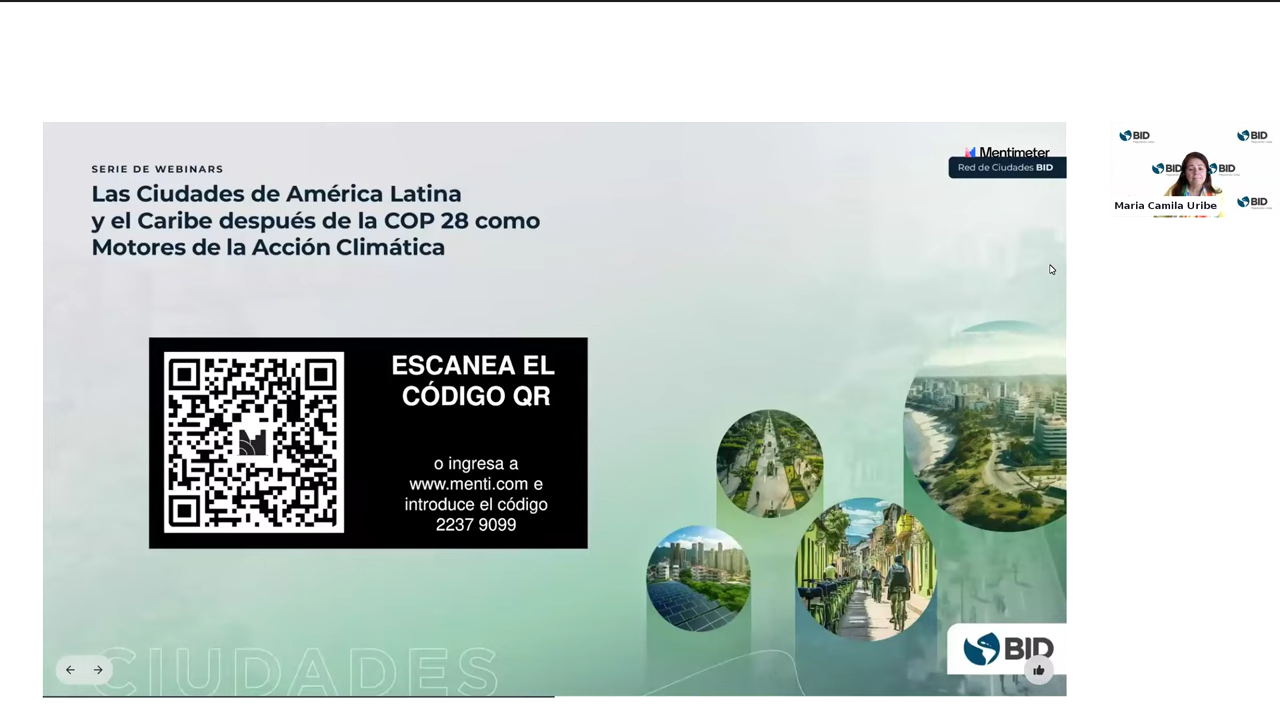 SERIE DE WEBINARS
Las Ciudades de América Latina
y el Caribe después de la COP 28 como
Motores de la Acción Climática
Mentimeter
Red de Ciudades BID
ESCANEA EL
CÓDIGO QR
o ingresa a
www.menti.com e
introduce el código
2237 9099
CIUDADES
BID
BID
BID
BID
BID
Maria Camila Uribe
BID